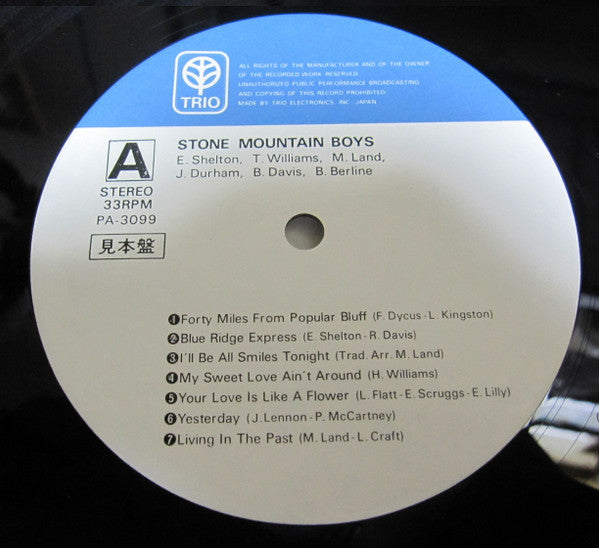 TRIO
ALL RIGHTS OF THE MANUFACTURER AND OF THE OWNER
OF THE RECORDED WORK RESERVED.
UNAUTHORIZED PUBLIC PERFORMANCE BROADCASTING
AND COPYING OF THIS RECORD PROHIBITED.
MADE BY TRIO ELECTRONICS, INC. JAPAN
A
STEREO
33RPM
PA-3099
見本盤
STONE MOUNTAIN BOYS
E. Shelton, T. Williams, M. Land,
J. Durham, B. Davis, B. Berline
❶Forty Miles From Popular Bluff (F. Dycus-L. Kingston)
❷Blue Ridge Express (E. Shelton-R. Davis)
❸I'll Be All Smiles Tonight (Trad. Arr. M. Land)
❹My Sweet Love Ain't Around (H. Williams)
❺Your Love Is Like A Flower (L. Flatt-E. Scruggs-E. Lilly)
❻Yesterday (J. Lennon-P. McCartney)
❼Living In The Past (M. Land-L. Craft)